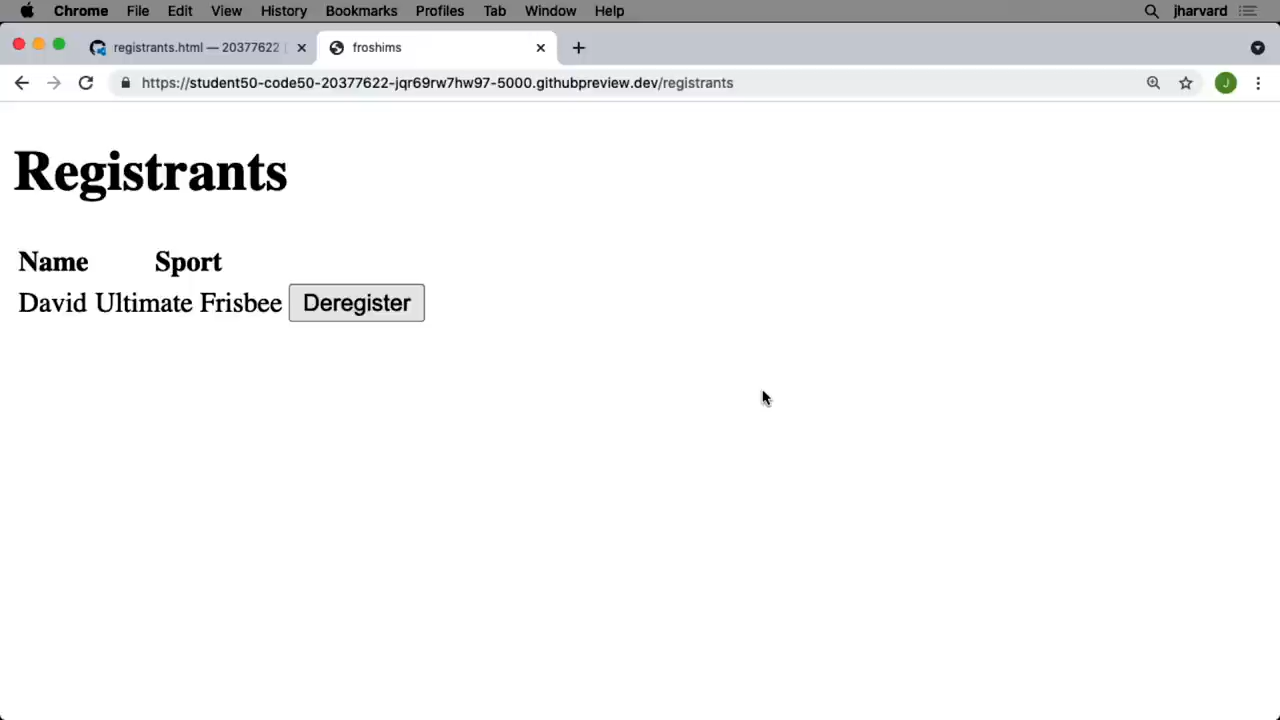 Chrome File Edit View History Bookmarks Profiles Tab Window Help jharvard
registrants.html — 20377622 froshims
https://student50-code50-20377622-jqr69rw7hw97-5000.githubpreview.dev/registrants J
Registrants
Name Sport
David Ultimate Frisbee Deregister